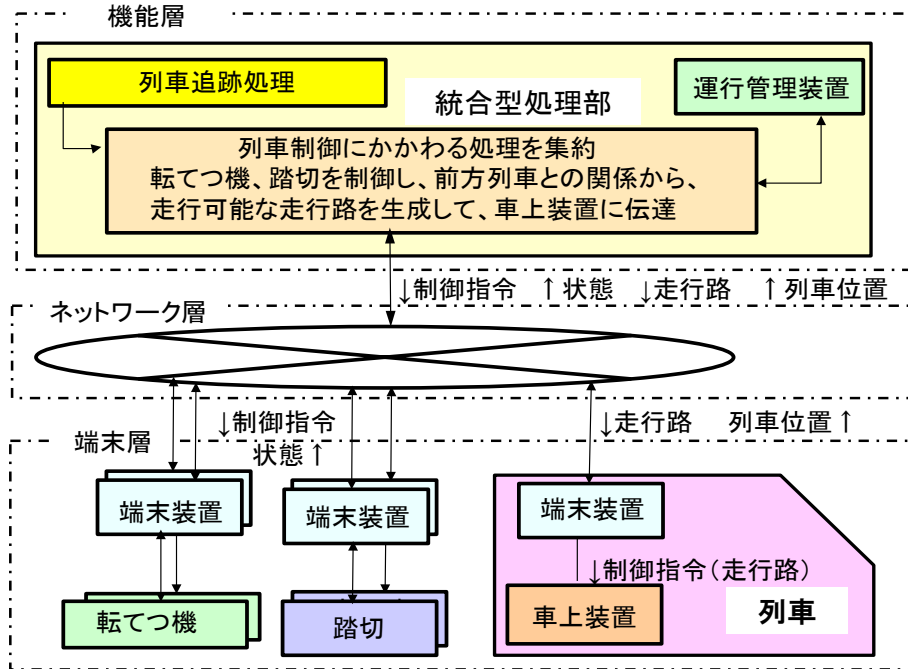 機能層
列車追跡処理
統合型処理部
運行管理装置
列車制御にかかわる処理を集約
転てつ機、踏切を制御し、前方列車との関係から、
走行可能な走行路を生成して、車上装置に伝達
↓制御指令 ↑状態 ↓走行路 ↑列車位置
ネットワーク層
↓制御指令
状態↑
↓走行路 列車位置↑
端末層
端末装置
端末装置
端末装置
↓制御指令(走行路)
転てつ機
踏切
車上装置
列車